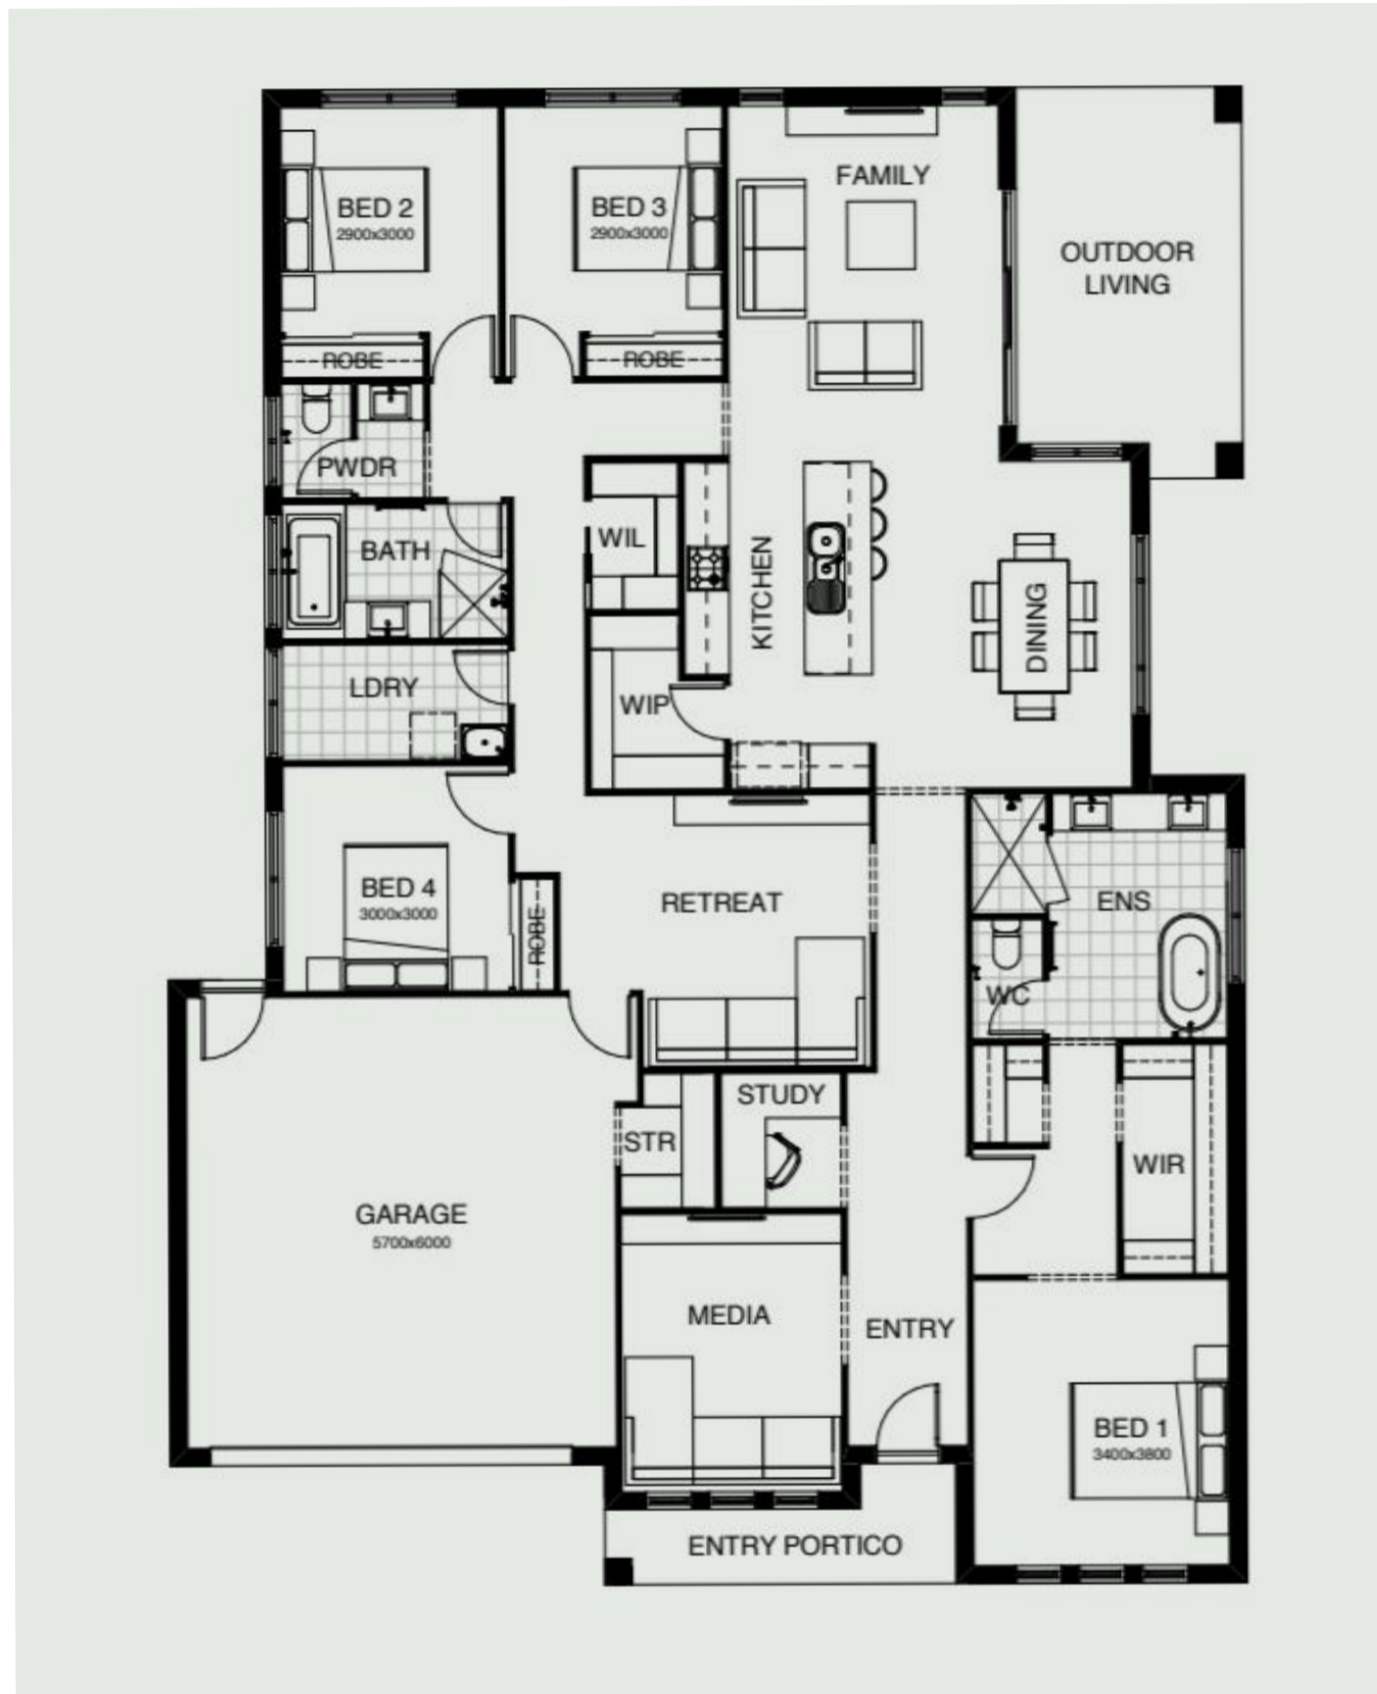 FAMILY
BED 2
2900x3000
BED 3
2900x3000
OUTDOOR
LIVING
ROBE
ROBE
PWDR
WIL
BATH
KITCHEN
DINING
LDRY
WIP
BED 4
3000x3000
ROBE
RETREAT
ENS
WC
STUDY
STR
WIR
GARAGE
5700x6000
MEDIA
ENTRY
BED 1
3400x3800
ENTRY PORTICO